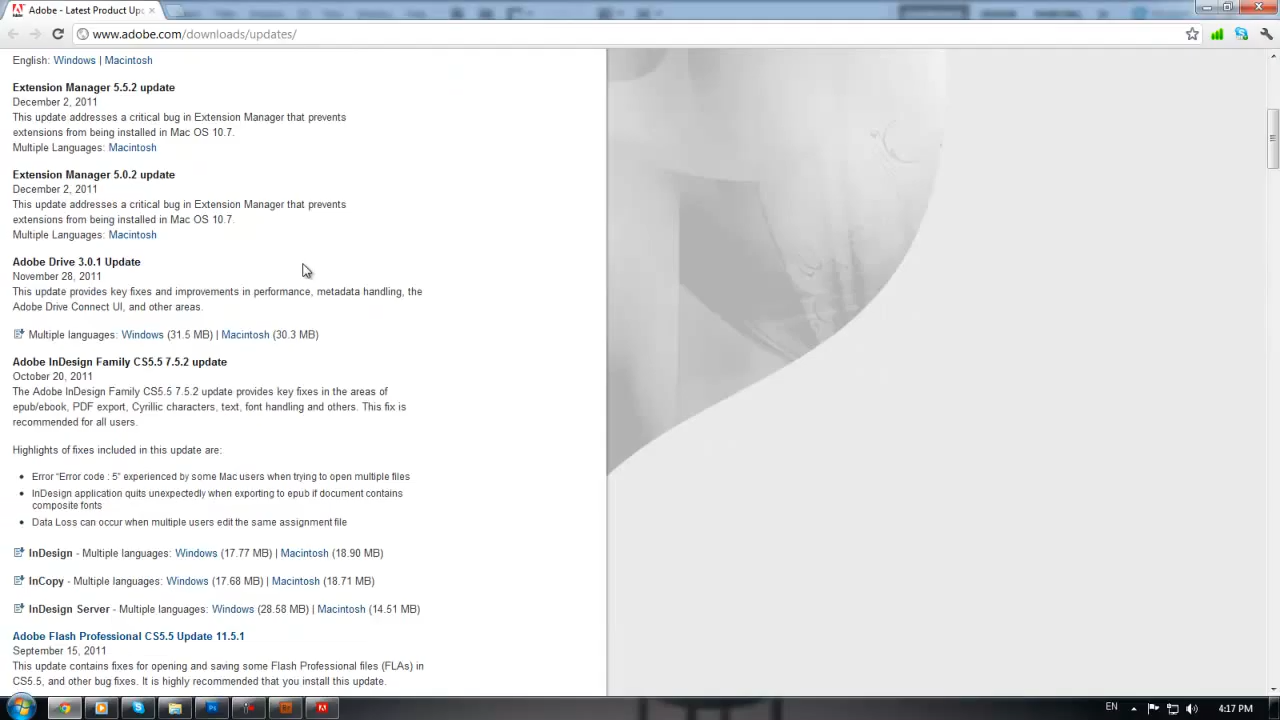 Adobe - Latest Product Upd
www.adobe.com/downloads/updates/
English: Windows | Macintosh
Extension Manager 5.5.2 update
December 2, 2011
This update addresses a critical bug in Extension Manager that prevents
extensions from being installed in Mac OS 10.7.
Multiple Languages: Macintosh
Extension Manager 5.0.2 update
December 2, 2011
This update addresses a critical bug in Extension Manager that prevents
extensions from being installed in Mac OS 10.7.
Multiple Languages: Macintosh
Adobe Drive 3.0.1 Update
November 28, 2011
This update provides key fixes and improvements in performance, metadata handling, the
Adobe Drive Connect UI, and other areas.
Multiple languages: Windows (31.5 MB) | Macintosh (30.3 MB)
Adobe InDesign Family CS5.5 7.5.2 update
October 20, 2011
The Adobe InDesign Family CS5.5 7.5.2 update provides key fixes in the areas of
epub/ebook, PDF export, Cyrillic characters, text, font handling and others. This fix is
recommended for all users.
Highlights of fixes included in this update are:
Error “Error code : 5” experienced by some Mac users when trying to open multiple files
InDesign application quits unexpectedly when exporting to epub if document contains
composite fonts
Data Loss can occur when multiple users edit the same assignment file
InDesign - Multiple languages: Windows (17.77 MB) | Macintosh (18.90 MB)
InCopy - Multiple languages: Windows (17.68 MB) | Macintosh (18.71 MB)
InDesign Server - Multiple languages: Windows (28.58 MB) | Macintosh (14.51 MB)
Adobe Flash Professional CS5.5 Update 11.5.1
September 15, 2011
This update contains fixes for opening and saving some Flash Professional files (FLAs) in
CS5.5, and other bug fixes. It is highly recommended that you install this update.
Ps
Br
EN
4:17 PM